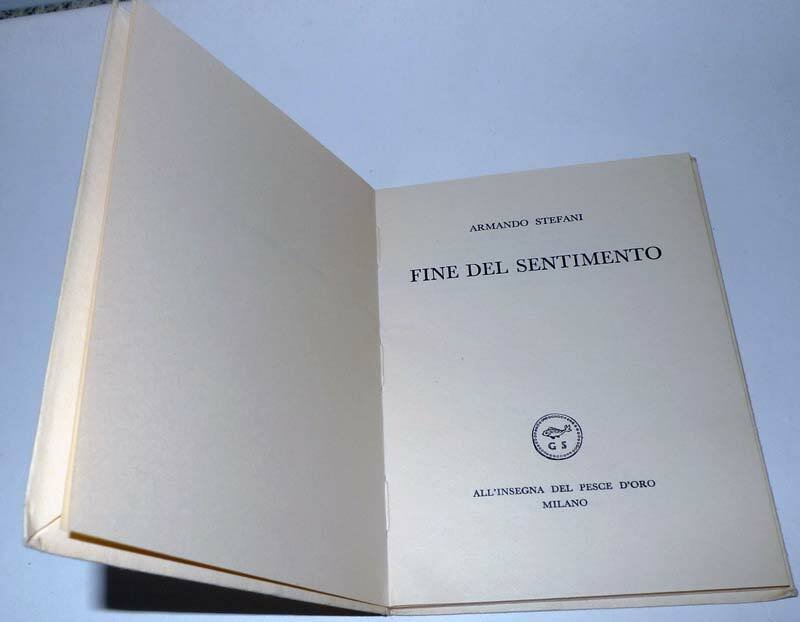 ARMANDO STEFANI
FINE DEL SENTIMENTO
G S
ALL'INSEGNA DEL PESCE D'ORO
MILANO